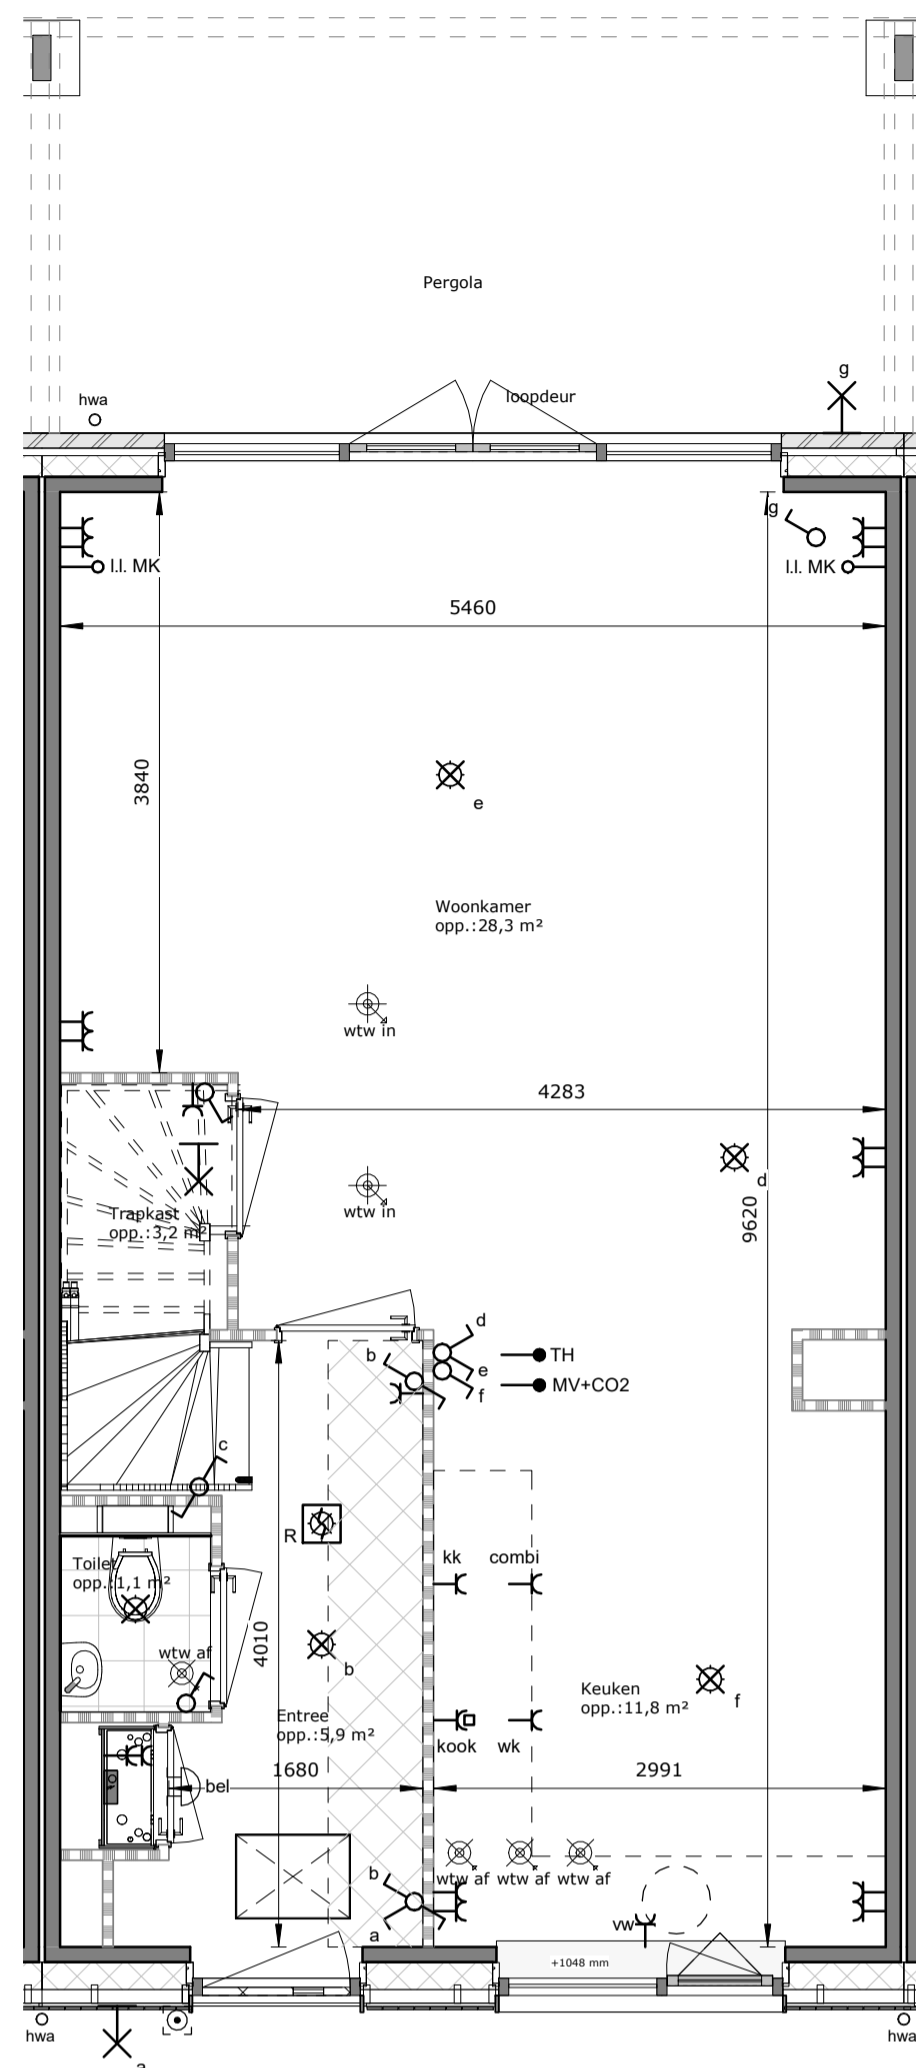 Pergola
g
loopdeur
hwa
g
l.l. MK
l.l. MK
5460
3840
e
Woonkamer
opp.:28,3 m²
wtw in
4283
d
9620
wtw in
Trapkast
opp.:3,2 m²
d
b
e
f
TH
MV+CO2
c
R
kk
combi
Toilet
opp.:1,1 m²
4010
wtw af
b
Keuken
opp.:11,8 m²
f
Entree
opp.:5,9 m²
kook
wk
bel
1680
2991
b
wtw af
wtw af
wtw af
a
vw
+1048 mm
hwa
hwa
a